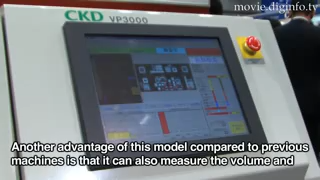 movie.diginfo.tv
CKD VP3000
Another advantage of this model compared to previous
machines is that it can also measure the volume and